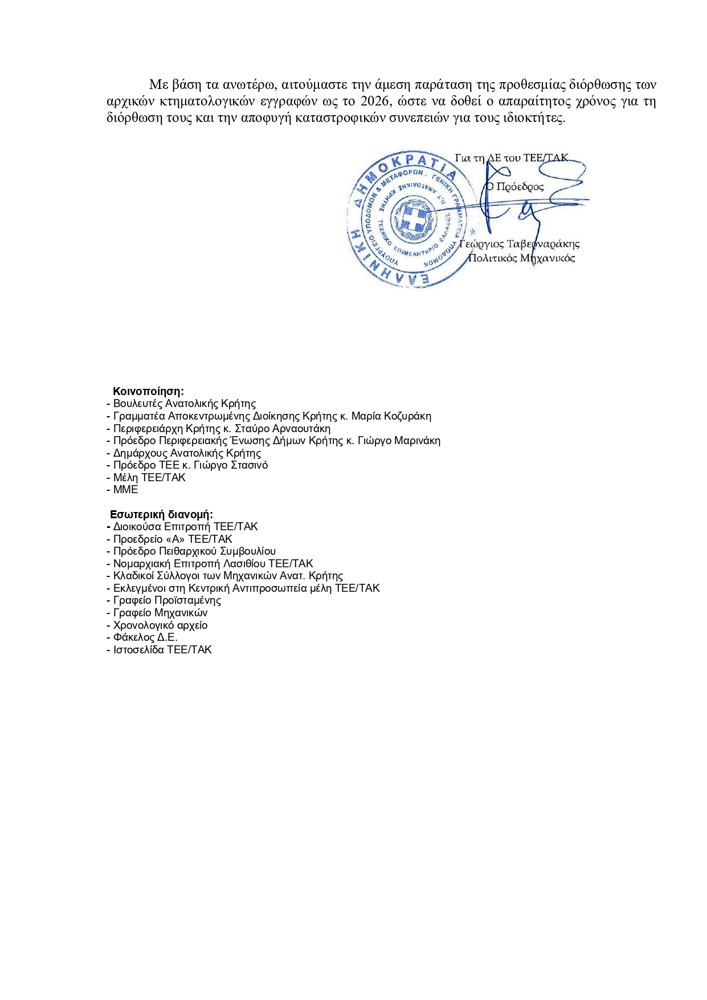 Με βάση τα ανωτέρω, αιτούμαστε την άμεση παράταση της προθεσμίας διόρθωσης των
αρχικών κτηματολογικών εγγραφών ως το 2026, ώστε να δοθεί ο απαραίτητος χρόνος για τη
διόρθωση τους και την αποφυγή καταστροφικών συνεπειών για τους ιδιοκτήτες.
Για τη ΔΕ του ΤΕΕ/ΤΑΚ
Ο Πρόεδρος
Γεώργιος Ταβερναράκης
Πολιτικός Μηχανικός
ΕΛΛΗΝΙΚΗ ΔΗΜΟΚΡΑΤΙΑ
ΥΠΟΥΡΓΕΙΟ ΥΠΟΔΟΜΩΝ & ΜΕΤΑΦΟΡΩΝ . ΓΕΝΙΚΗ ΓΡΑΜΜΑΤΕΙΑ ΥΠΟΔΟΜΩΝ
ΤΕΧΝΙΚΟ ΕΠΙΜΕΛΗΤΗΡΙΟ ΕΛΛΑΔΟΣ
Π.Τ ΑΝΑΤΟΛΙΚΗΣ ΚΡΗΤΗΣ
Κοινοποίηση:
- Βουλευτές Ανατολικής Κρήτης
- Γραμματέα Αποκεντρωμένης Διοίκησης Κρήτης κ. Μαρία Κοζυράκη
- Περιφερειάρχη Κρήτης κ. Σταύρο Αρναουτάκη
- Πρόεδρο Περιφερειακής Ένωσης Δήμων Κρήτης κ. Γιώργο Μαρινάκη
- Δημάρχους Ανατολικής Κρήτης
- Πρόεδρο ΤΕΕ κ. Γιώργο Στασινό
- Μέλη ΤΕΕ/ΤΑΚ
- ΜΜΕ
Εσωτερική διανομή:
- Διοικούσα Επιτροπή ΤΕΕ/ΤΑΚ
- Προεδρείο «Α» ΤΕΕ/ΤΑΚ
- Πρόεδρο Πειθαρχικού Συμβουλίου
- Νομαρχιακή Επιτροπή Λασιθίου ΤΕΕ/ΤΑΚ
- Κλαδικοί Σύλλογοι των Μηχανικών Ανατ. Κρήτης
- Εκλεγμένοι στη Κεντρική Αντιπροσωπεία μέλη ΤΕΕ/ΤΑΚ
- Γραφείο Προϊσταμένης
- Γραφείο Μηχανικών
- Χρονολογικό αρχείο
- Φάκελος Δ.Ε.
- Ιστοσελίδα ΤΕΕ/ΤΑΚ